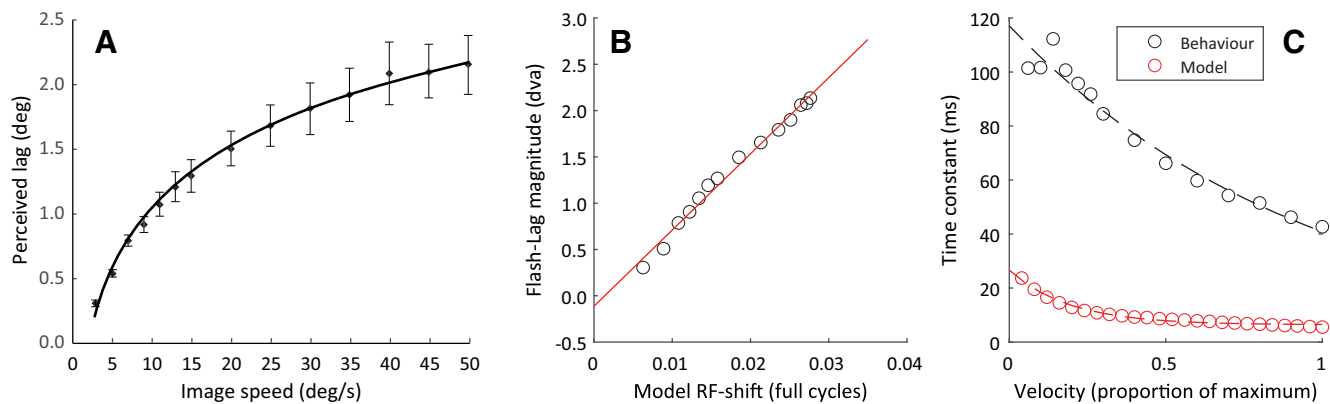 A
Perceived lag (deg)
2.5
2.0
1.5
1.0
0.5
0.0
5 10 15 20 25 30 35 40 45 50
Image speed (deg/s)
B
Flash-Lag magnitude (dva)
3.0
2.5
2.0
1.5
1.0
0.5
0.0
-0.5
0 0.01 0.02 0.03 0.04
Model RF-shift (full cycles)
C
Behaviour
Model
Time constant (ms)
120
100
80
60
40
20
0
0 0.5 1
Velocity (proportion of maximum)